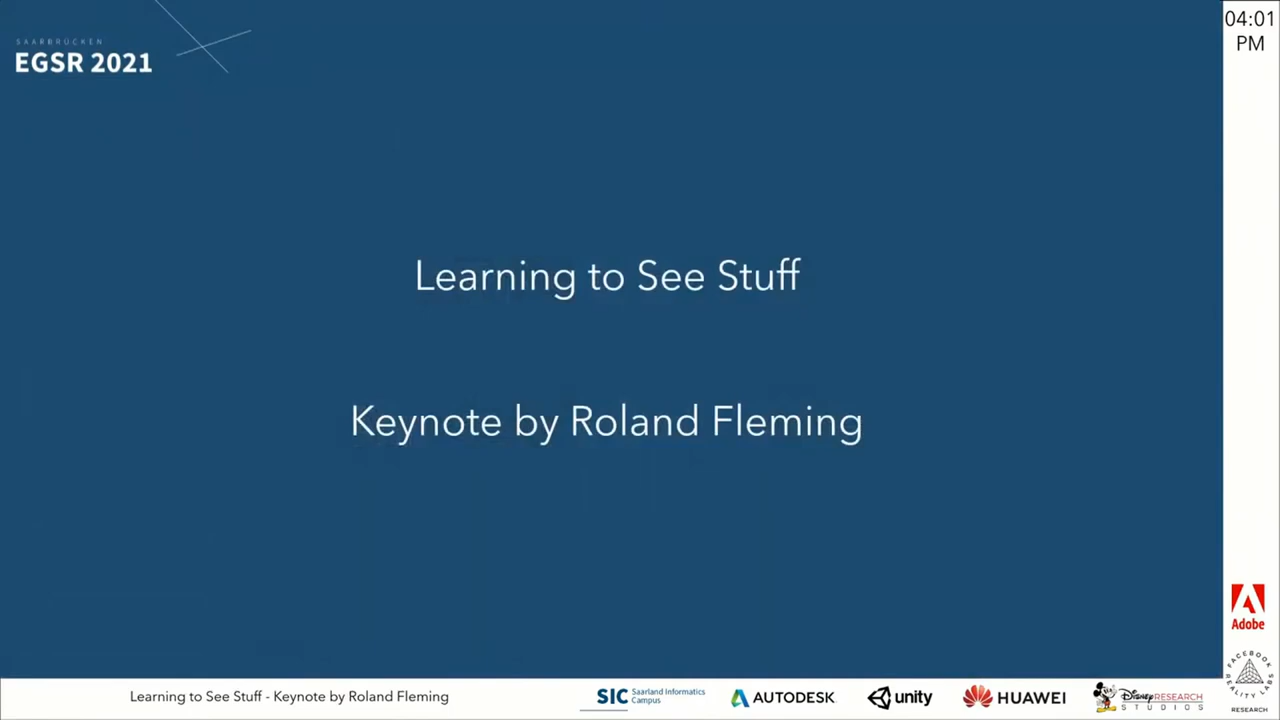 SAARBRÜCKEN
EGSR 2021
04:01
PM
Learning to See Stuff
Keynote by Roland Fleming
Adobe
FACEBOOK
REALITY LABS
RESEARCH
Learning to See Stuff - Keynote by Roland Fleming
SIC Saarland Informatics
Campus
AUTODESK
unity
HUAWEI
Disney RESEARCH
STUDIOS